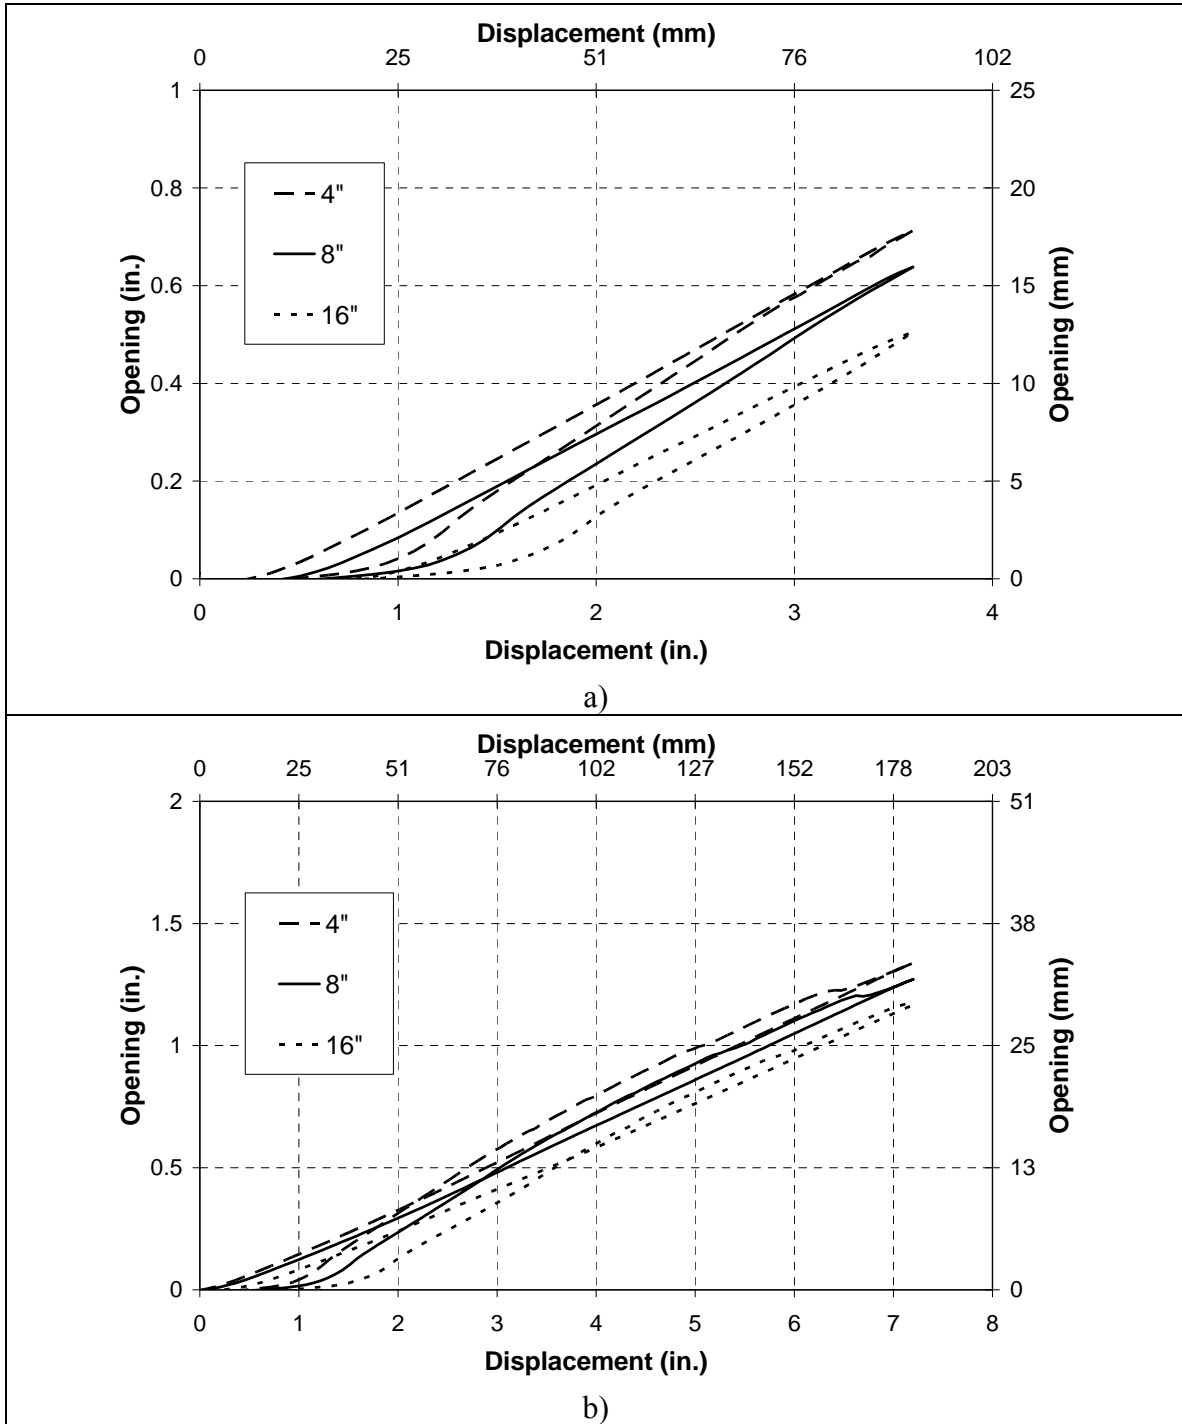 Displacement (mm)
0 25 51 76 102
1 25
0.8 20
0.6 15
0.4 10
0.2 5
0 0
Opening (in.)
Opening (mm)
4"
8"
16"
0 1 2 3 4
Displacement (in.)
a)
Displacement (mm)
0 25 51 76 102 127 152 178 203
2 51
1.5 38
1 25
0.5 13
0 0
Opening (in.)
Opening (mm)
4"
8"
16"
0 1 2 3 4 5 6 7 8
Displacement (in.)
b)